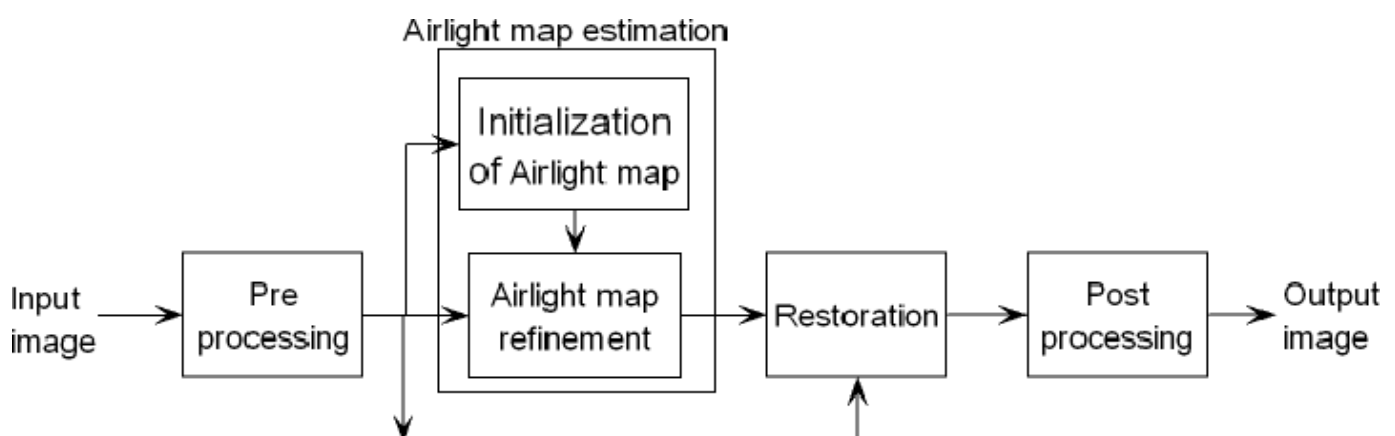 Airlight map estimation
Initialization
of Airlight map
Input
image
Pre
processing
Airlight map
refinement
Restoration
Post
processing
Output
image